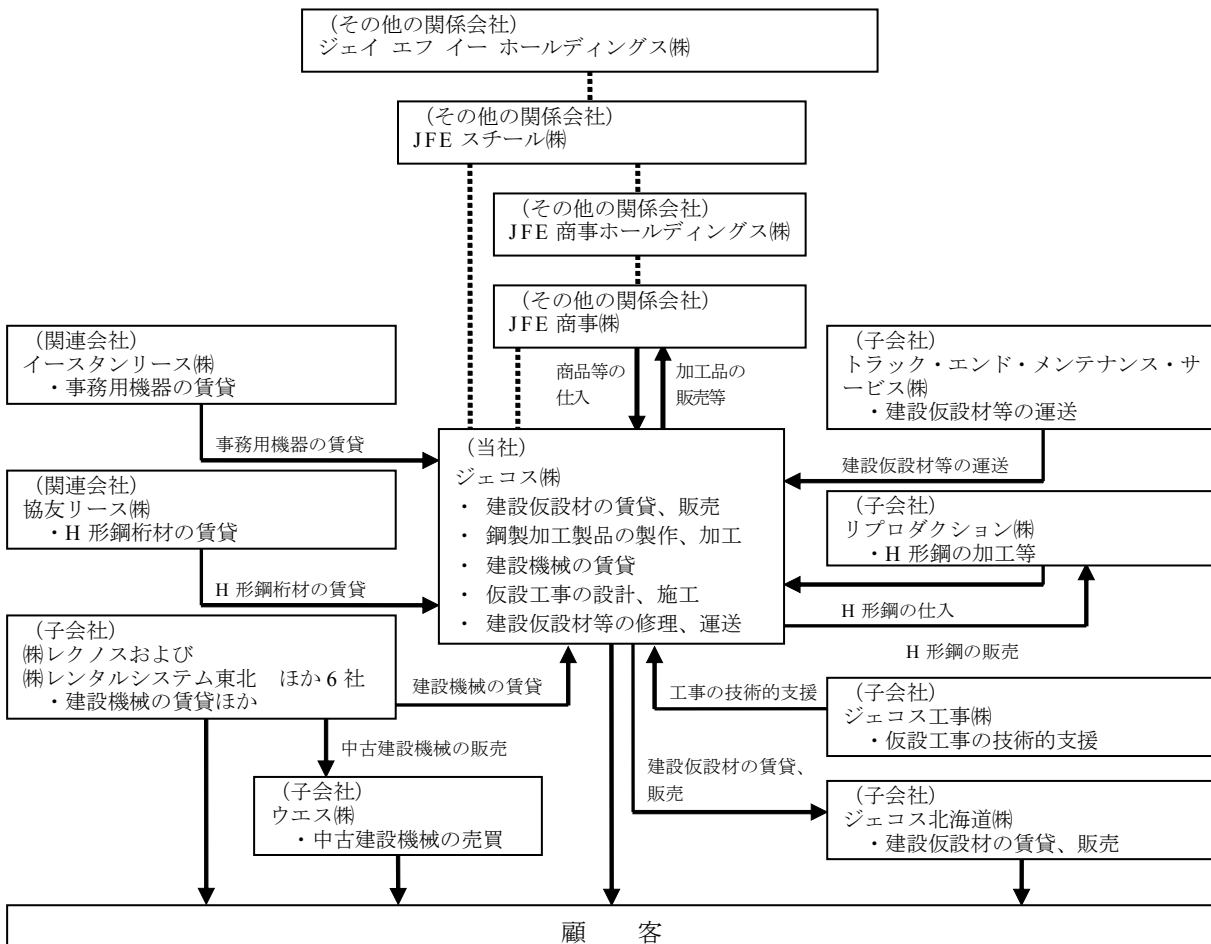 (その他の関係会社)
ジェイ エフ イー ホールディングス㈱
(その他の関係会社)
JFE スチール㈱
(その他の関係会社)
JFE 商事ホールディングス㈱
(その他の関係会社)
JFE 商事㈱
(関連会社)
イースタンリース㈱
・事務用機器の賃貸
商品等の
仕入
加工品の
販売等
(子会社)
トラック・エンド・メンテナンス・サ
ービス㈱
・建設仮設材等の運送
事務用機器の賃貸
建設仮設材等の運送
(関連会社)
協友リース㈱
・H 形鋼桁材の賃貸
(当社)
ジェコス㈱
・ 建設仮設材の賃貸、販売
・ 鋼製加工製品の製作、加工
・ 建設機械の賃貸
・ 仮設工事の設計、施工
・ 建設仮設材等の修理、運送
(子会社)
リプロダクション㈱
・H 形鋼の加工等
H 形鋼桁材の賃貸
H 形鋼の仕入
H 形鋼の販売
(子会社)
㈱レクノスおよび
㈱レンタルシステム東北 ほか 6 社
・建設機械の賃貸ほか
建設機械の賃貸
工事の技術的支援
(子会社)
ジェコス工事㈱
・仮設工事の技術的支援
中古建設機械の販売
建設仮設材の賃貸、
販売
(子会社)
ウエス㈱
・中古建設機械の売買
(子会社)
ジェコス北海道㈱
・建設仮設材の賃貸、販売
顧 客